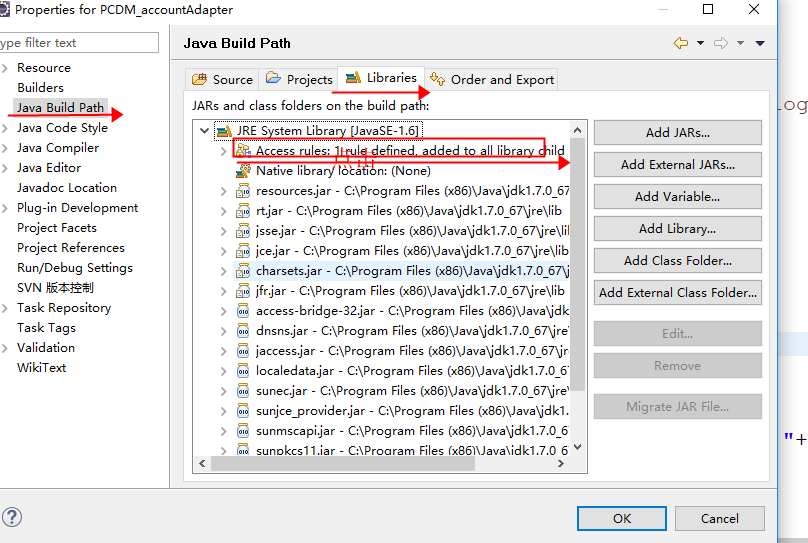 Properties for PCDM_accountAdapter
ype filter text
Resource
Builders
Java Build Path
Java Code Style
Java Compiler
Java Editor
Javadoc Location
Plug-in Development
Project Facets
Project References
Run/Debug Settings
SVN 版本控制
Task Repository
Task Tags
Validation
WikiText
Java Build Path
Source
Projects
Libraries
Order and Export
JARs and class folders on the build path:
JRE System Library [JavaSE-1.6]
Access rules: 1 rule defined, added to all library child
Native library location: (None)
resources.jar - C:\Program Files (x86)\Java\jdk1.7.0_67
rt.jar - C:\Program Files (x86)\Java\jdk1.7.0_67\jre\lib
jsse.jar - C:\Program Files (x86)\Java\jdk1.7.0_67\jre\lib
jce.jar - C:\Program Files (x86)\Java\jdk1.7.0_67\jre\lib
charsets.jar - C:\Program Files (x86)\Java\jdk1.7.0_67\j
jfr.jar - C:\Program Files (x86)\Java\jdk1.7.0_67\jre\lib
access-bridge-32.jar - C:\Program Files (x86)\Java\jdk
dnsns.jar - C:\Program Files (x86)\Java\jdk1.7.0_67\jre\
jaccess.jar - C:\Program Files (x86)\Java\jdk1.7.0_67\jre
localedata.jar - C:\Program Files (x86)\Java\jdk1.7.0_6
sunec.jar - C:\Program Files (x86)\Java\jdk1.7.0_67\jre\
sunjce_provider.jar - C:\Program Files (x86)\Java\jdk1.
sunmscapi.jar - C:\Program Files (x86)\Java\jdk1.7.0_6
sunpkcs11.jar - C:\Program Files (x86)\Java\jdk1.7.0_6
Add JARs...
Add External JARs...
Add Variable...
Add Library...
Add Class Folder...
Add External Class Folder...
Edit...
Remove
Migrate JAR File...
OK
Cancel
log
"+